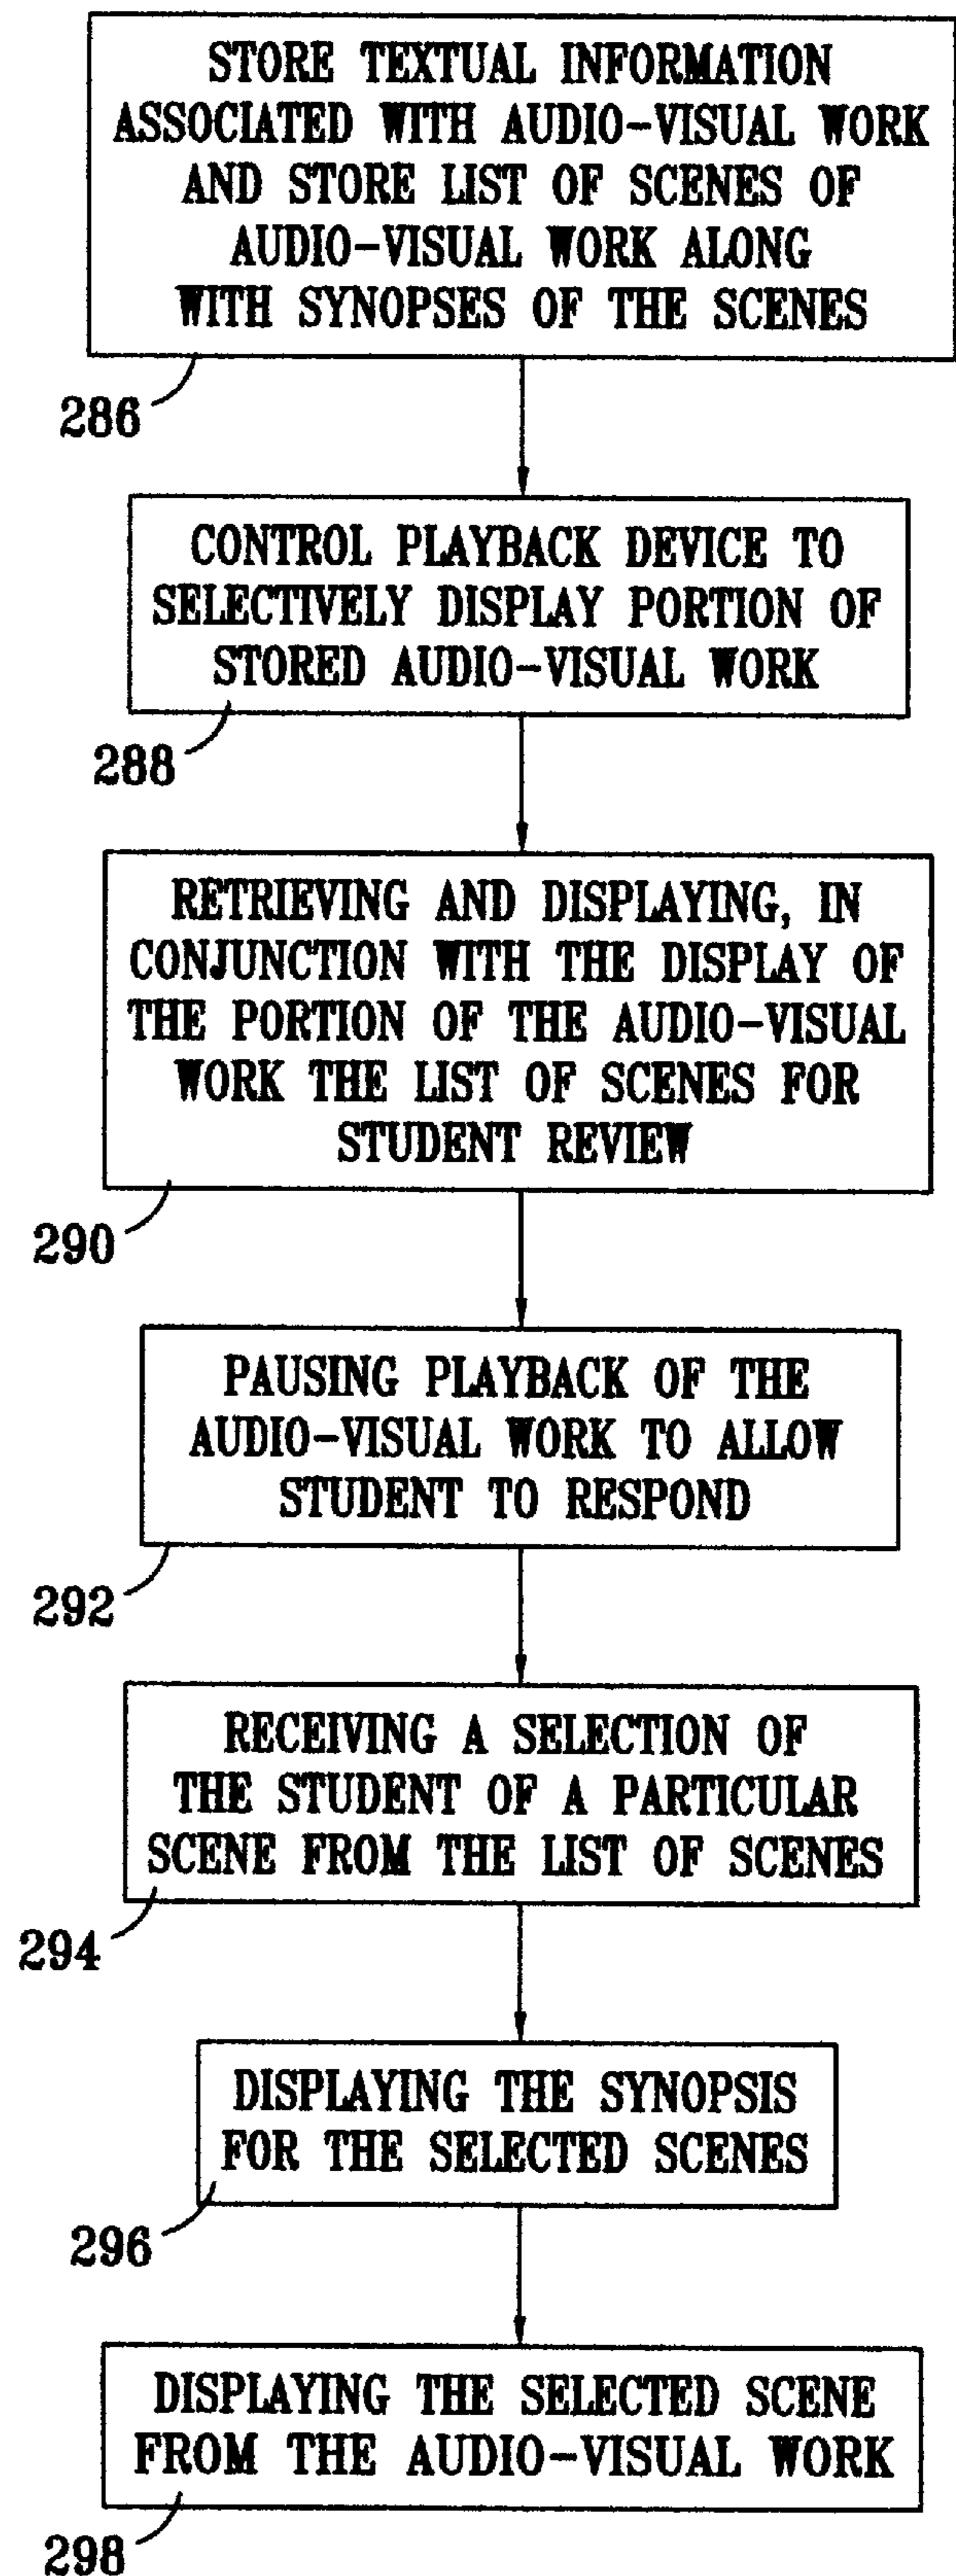 STORE TEXTUAL INFORMATION
ASSOCIATED WITH AUDIO-VISUAL WORK
AND STORE LIST OF SCENES OF
AUDIO-VISUAL WORK ALONG
WITH SYNOPSES OF THE SCENES
286
CONTROL PLAYBACK DEVICE TO
SELECTIVELY DISPLAY PORTION OF
STORED AUDIO-VISUAL WORK
288
RETRIEVING AND DISPLAYING, IN
CONJUNCTION WITH THE DISPLAY OF
THE PORTION OF THE AUDIO-VISUAL
WORK THE LIST OF SCENES FOR
STUDENT REVIEW
290
PAUSING PLAYBACK OF THE
AUDIO-VISUAL WORK TO ALLOW
STUDENT TO RESPOND
292
RECEIVING A SELECTION OF
THE STUDENT OF A PARTICULAR
SCENE FROM THE LIST OF SCENES
294
DISPLAYING THE SYNOPSIS
FOR THE SELECTED SCENES
296
DISPLAYING THE SELECTED SCENE
FROM THE AUDIO-VISUAL WORK
298